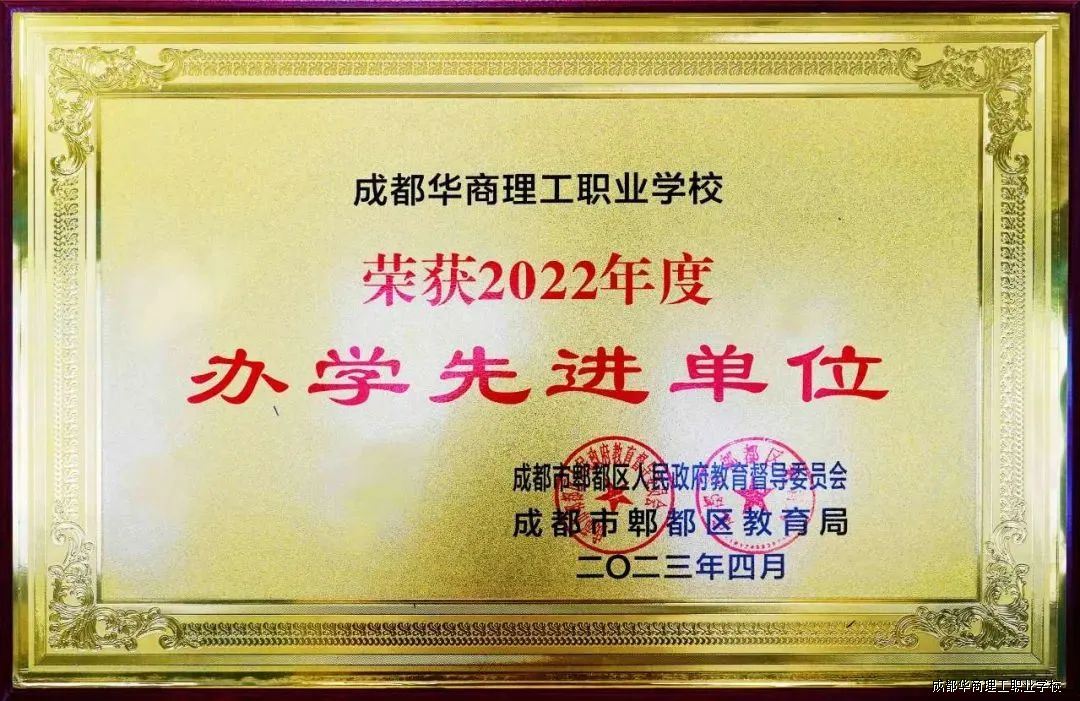 成都华商理工职业学校
荣获2022年度
办学先进单位
成都市郫都区人民政府教育督导委员会
成都市郫都区教育局
二〇二三年四月
成都华商理工职业学校